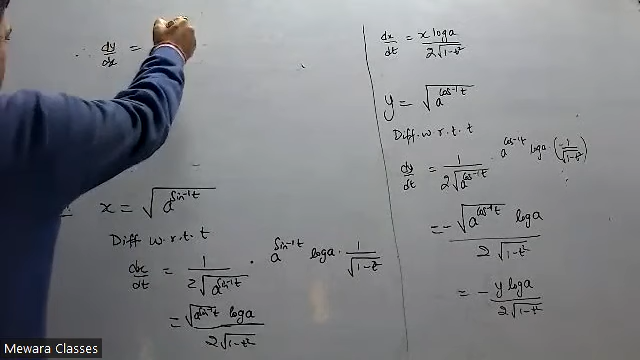 ∴ dy/dx =
x = √(a^(sin⁻¹t))
Diff w.r.t. t
dx/dt = 1/(2√(a^(sin⁻¹t))) · a^(sin⁻¹t) log a · 1/√(1-t²)
= √(a^(sin⁻¹t)) log a / 2√(1-t²)
dx/dt = x log a / 2√(1-t²)
y = √(a^(cos⁻¹t))
Diff. w.r.t. t
dy/dt = 1/(2√(a^(cos⁻¹t))) · a^(cos⁻¹t) log a · (-1/√(1-t²))
= - √(a^(cos⁻¹t)) log a / 2√(1-t²)
= - y log a / 2√(1-t²)
Mewara Classes